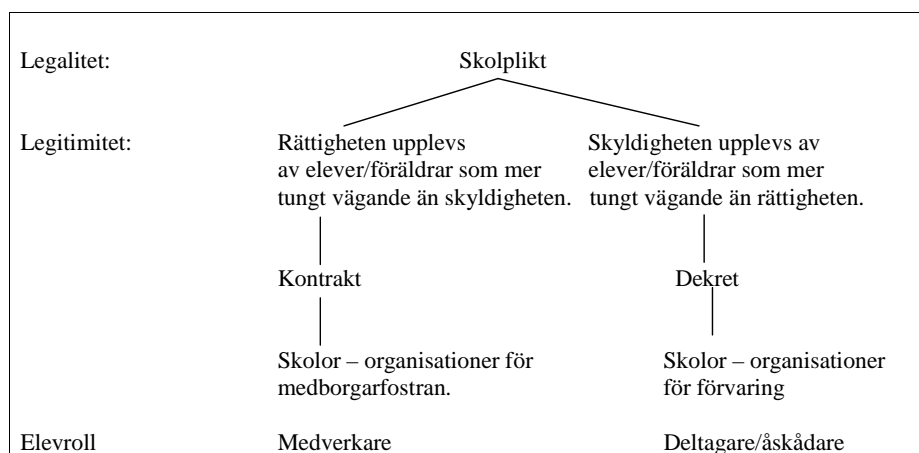 Legalitet: Skolplikt
Legitimitet: Rättigheten upplevs Skyldigheten upplevs av
av elever/föräldrar som mer elever/föräldrar som mer
tungt vägande än skyldigheten. tungt vägande än rättigheten.
Kontrakt Dekret
Skolor – organisationer för Skolor – organisationer
medborgarfostran. för förvaring
Elevroll Medverkare Deltagare/åskådare